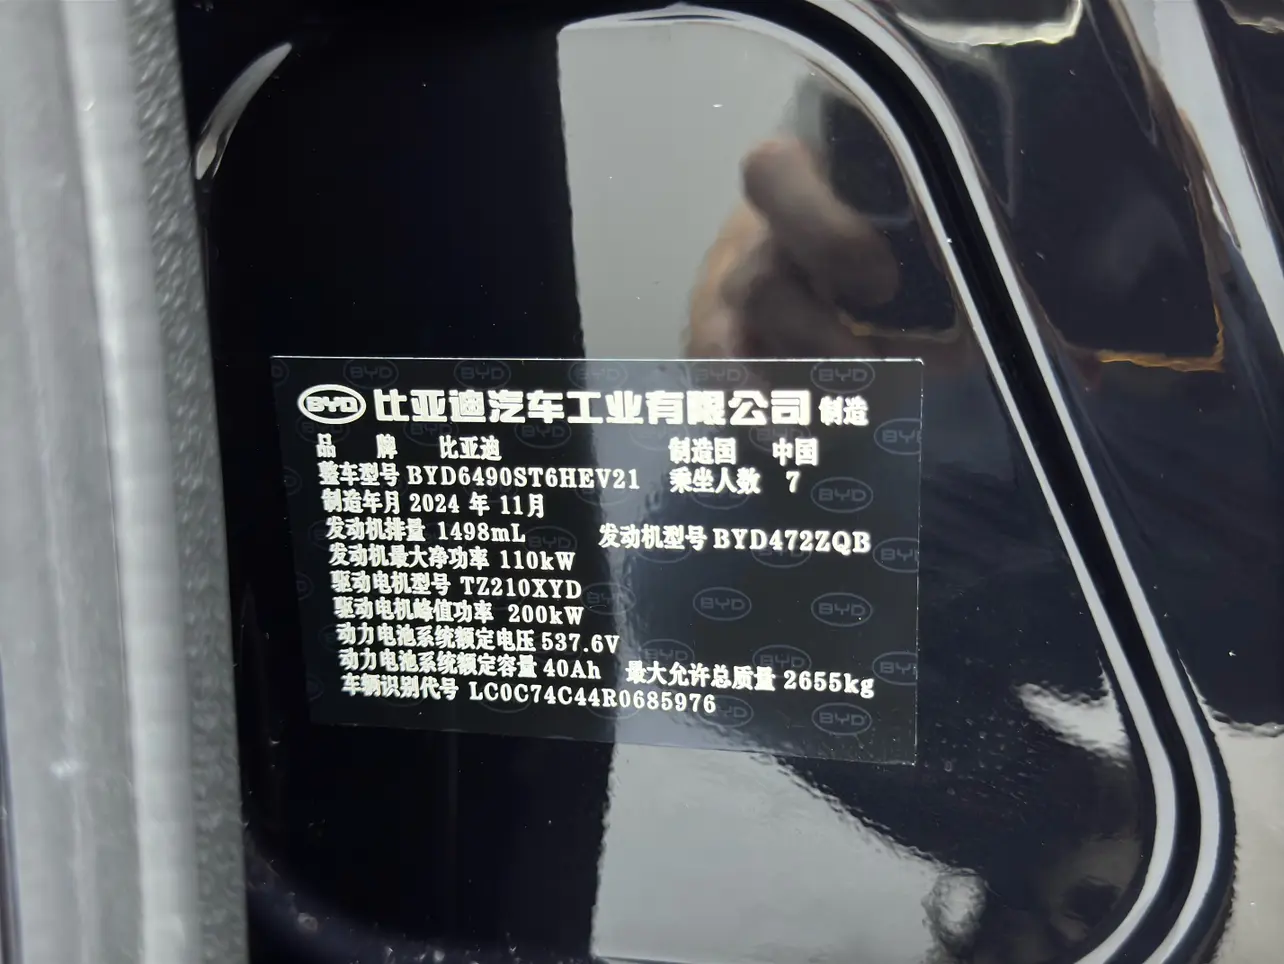 BYD 比亚迪汽车工业有限公司 制造
品 牌 比亚迪 制造国 中国
整车型号 BYD6490ST6HEV21 乘坐人数 7
制造年月 2024 年 11月
发动机排量 1498mL 发动机型号 BYD472ZQB
发动机最大净功率 110kW
驱动电机型号 TZ210XYD
驱动电机峰值功率 200kW
动力电池系统额定电压 537.6V
动力电池系统额定容量 40Ah 最大允许总质量 2655kg
车辆识别代号 LC0C74C44R0685976